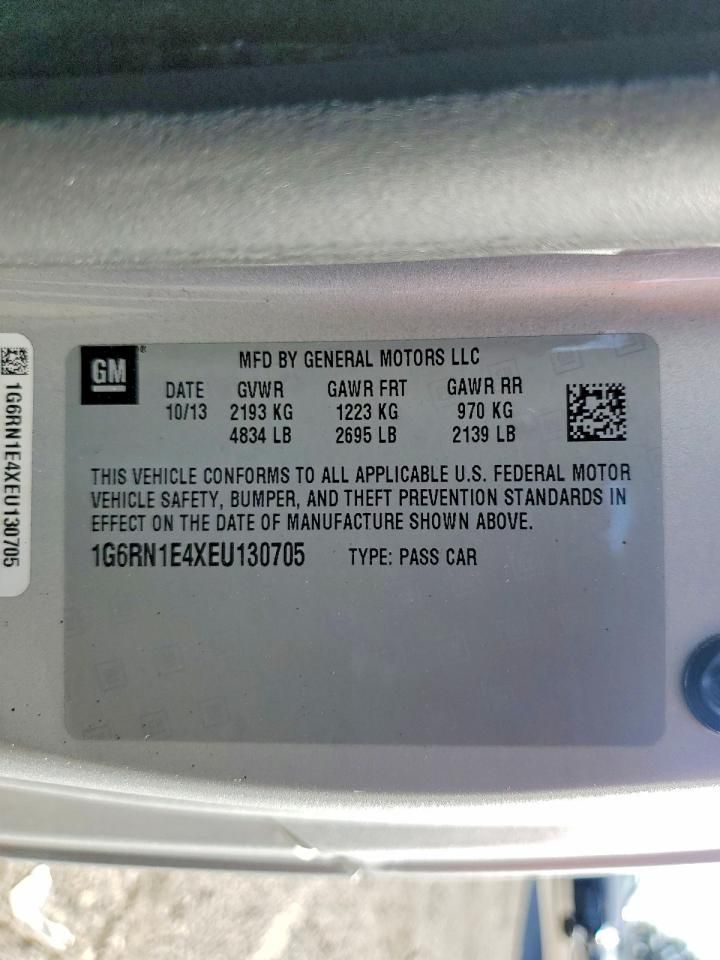 GM
MFD BY GENERAL MOTORS LLC
DATE GVWR GAWR FRT GAWR RR
10/13 2193 KG 1223 KG 970 KG
4834 LB 2695 LB 2139 LB
THIS VEHICLE CONFORMS TO ALL APPLICABLE U.S. FEDERAL MOTOR
VEHICLE SAFETY, BUMPER, AND THEFT PREVENTION STANDARDS IN
EFFECT ON THE DATE OF MANUFACTURE SHOWN ABOVE.
1G6RN1E4XEU130705 TYPE: PASS CAR
1G6RN1E4XEU130705